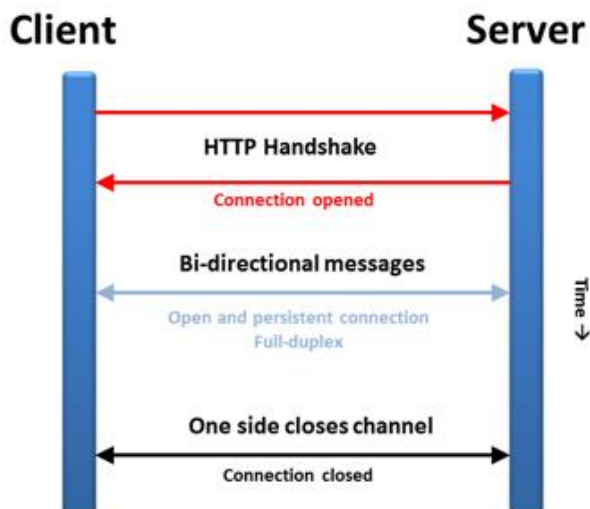 Client
Server
HTTP Handshake
Connection opened
Bi-directional messages
Open and persistent connection
Full-duplex
Time →
One side closes channel
Connection closed